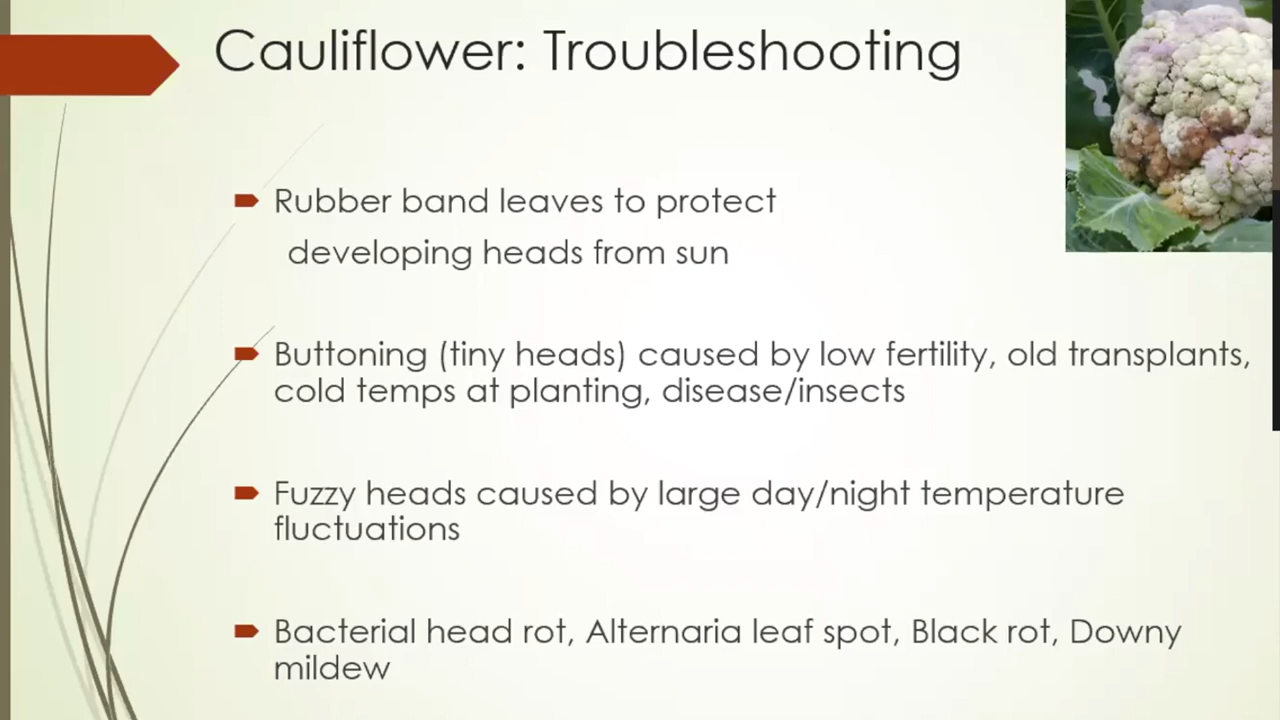 Cauliflower: Troubleshooting
Rubber band leaves to protect
developing heads from sun
Buttoning (tiny heads) caused by low fertility, old transplants,
cold temps at planting, disease/insects
Fuzzy heads caused by large day/night temperature
fluctuations
Bacterial head rot, Alternaria leaf spot, Black rot, Downy
mildew